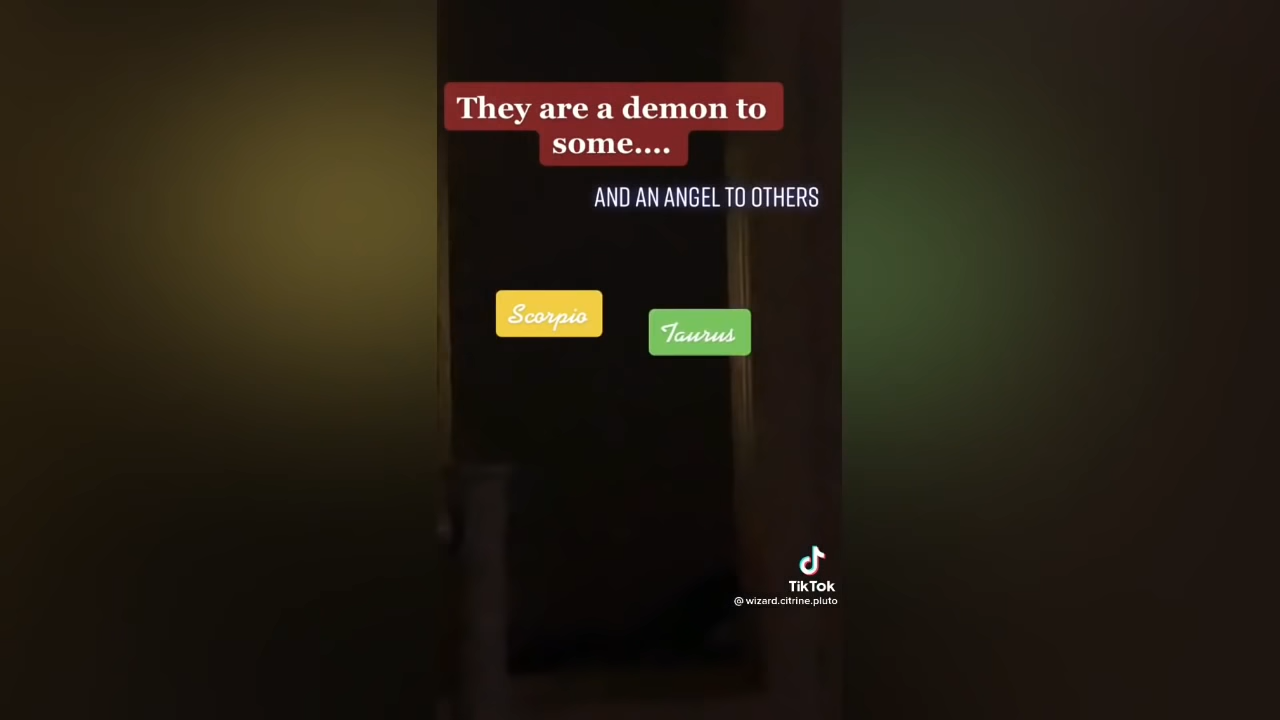 They are a demon to
some....
AND AN ANGEL TO OTHERS
Scorpio
Taurus
TikTok
@wizard.citrine.pluto